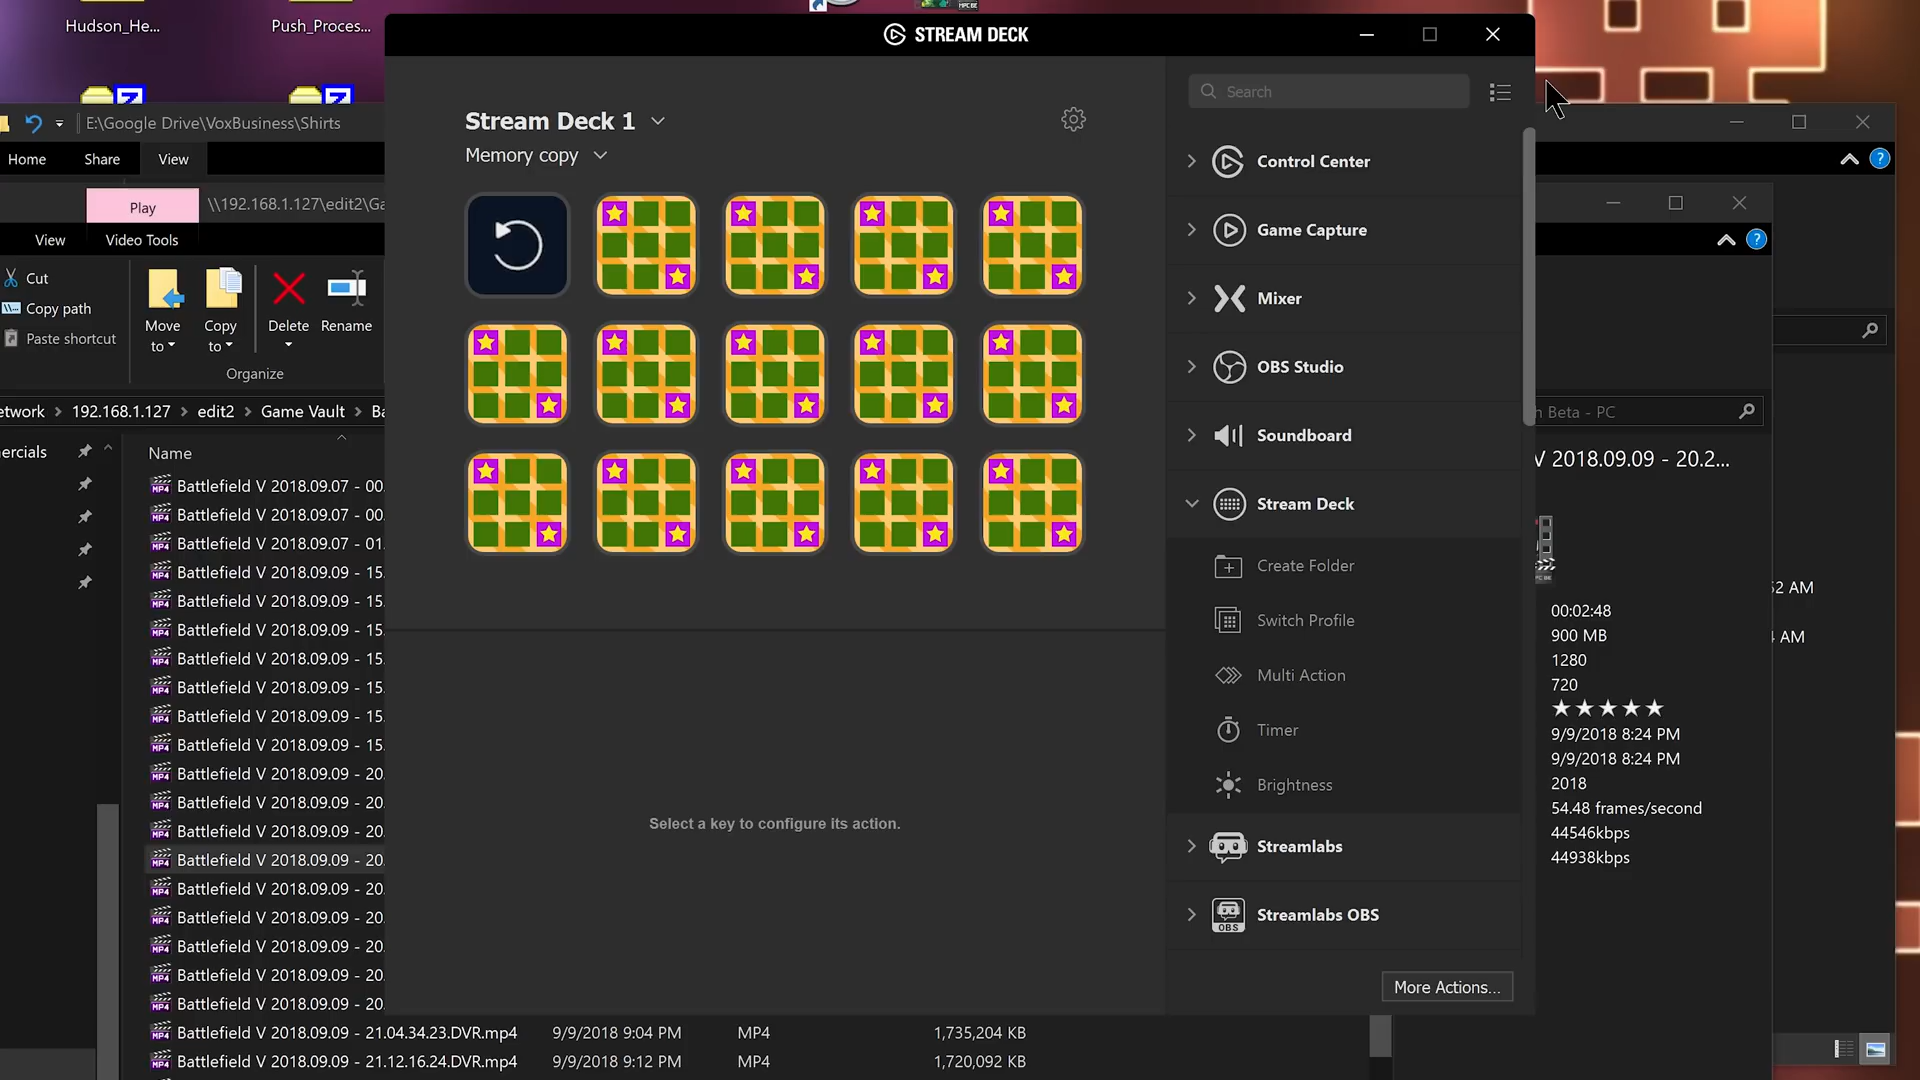 Hudson_He...
Push_Proces...
STREAM DECK
E:\Google Drive\VoxBusiness\Shirts
Home
Share
View
Play
\\192.168.1.127\edit2\Ga
View
Video Tools
Cut
Copy path
Paste shortcut
Move to
Copy to
Delete
Rename
Organize
etwork > 192.168.1.127 > edit2 > Game Vault > Ba
ercials
Name
Battlefield V 2018.09.07 - 00.
Battlefield V 2018.09.07 - 00.
Battlefield V 2018.09.07 - 01.
Battlefield V 2018.09.09 - 15.
Battlefield V 2018.09.09 - 15.
Battlefield V 2018.09.09 - 15.
Battlefield V 2018.09.09 - 15.
Battlefield V 2018.09.09 - 15.
Battlefield V 2018.09.09 - 15.
Battlefield V 2018.09.09 - 15.
Battlefield V 2018.09.09 - 20.
Battlefield V 2018.09.09 - 20.
Battlefield V 2018.09.09 - 20.
Battlefield V 2018.09.09 - 20.
Battlefield V 2018.09.09 - 20.
Battlefield V 2018.09.09 - 20.
Battlefield V 2018.09.09 - 20.
Battlefield V 2018.09.09 - 20.
Battlefield V 2018.09.09 - 20.
Battlefield V 2018.09.09 - 21.04.34.23.DVR.mp4 9/9/2018 9:04 PM MP4 1,735,204 KB
Battlefield V 2018.09.09 - 21.12.16.24.DVR.mp4 9/9/2018 9:12 PM MP4 1,720,092 KB
Stream Deck 1
Memory copy
Select a key to configure its action.
Search
Control Center
Game Capture
Mixer
OBS Studio
Soundboard
Stream Deck
Create Folder
Switch Profile
Multi Action
Timer
Brightness
Streamlabs
Streamlabs OBS
More Actions...
n Beta - PC
V 2018.09.09 - 20.2...
52 AM
00:02:48
900 MB
AM
1280
720
9/9/2018 8:24 PM
9/9/2018 8:24 PM
2018
54.48 frames/second
44546kbps
44938kbps